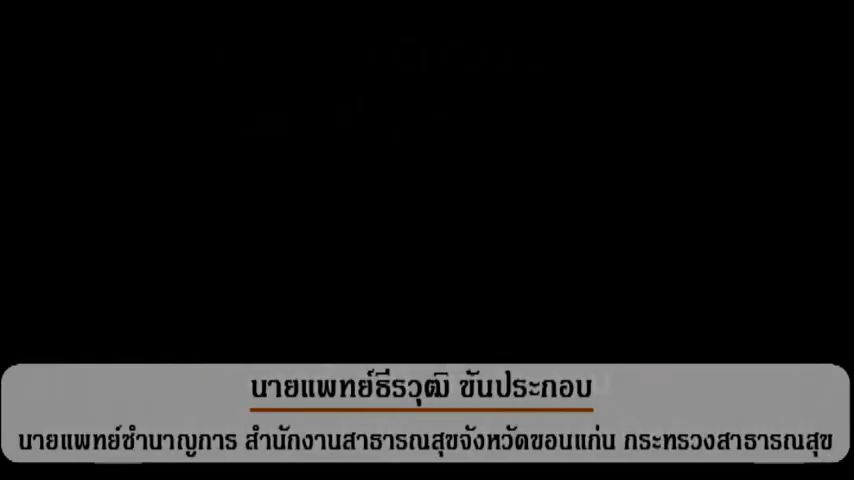 นายแพทย์ธีรวุฒิ ขันประกอบ
นายแพทย์ชำนาญการ สำนักงานสาธารณสุขจังหวัดขอนแก่น กระทรวงสาธารณสุข